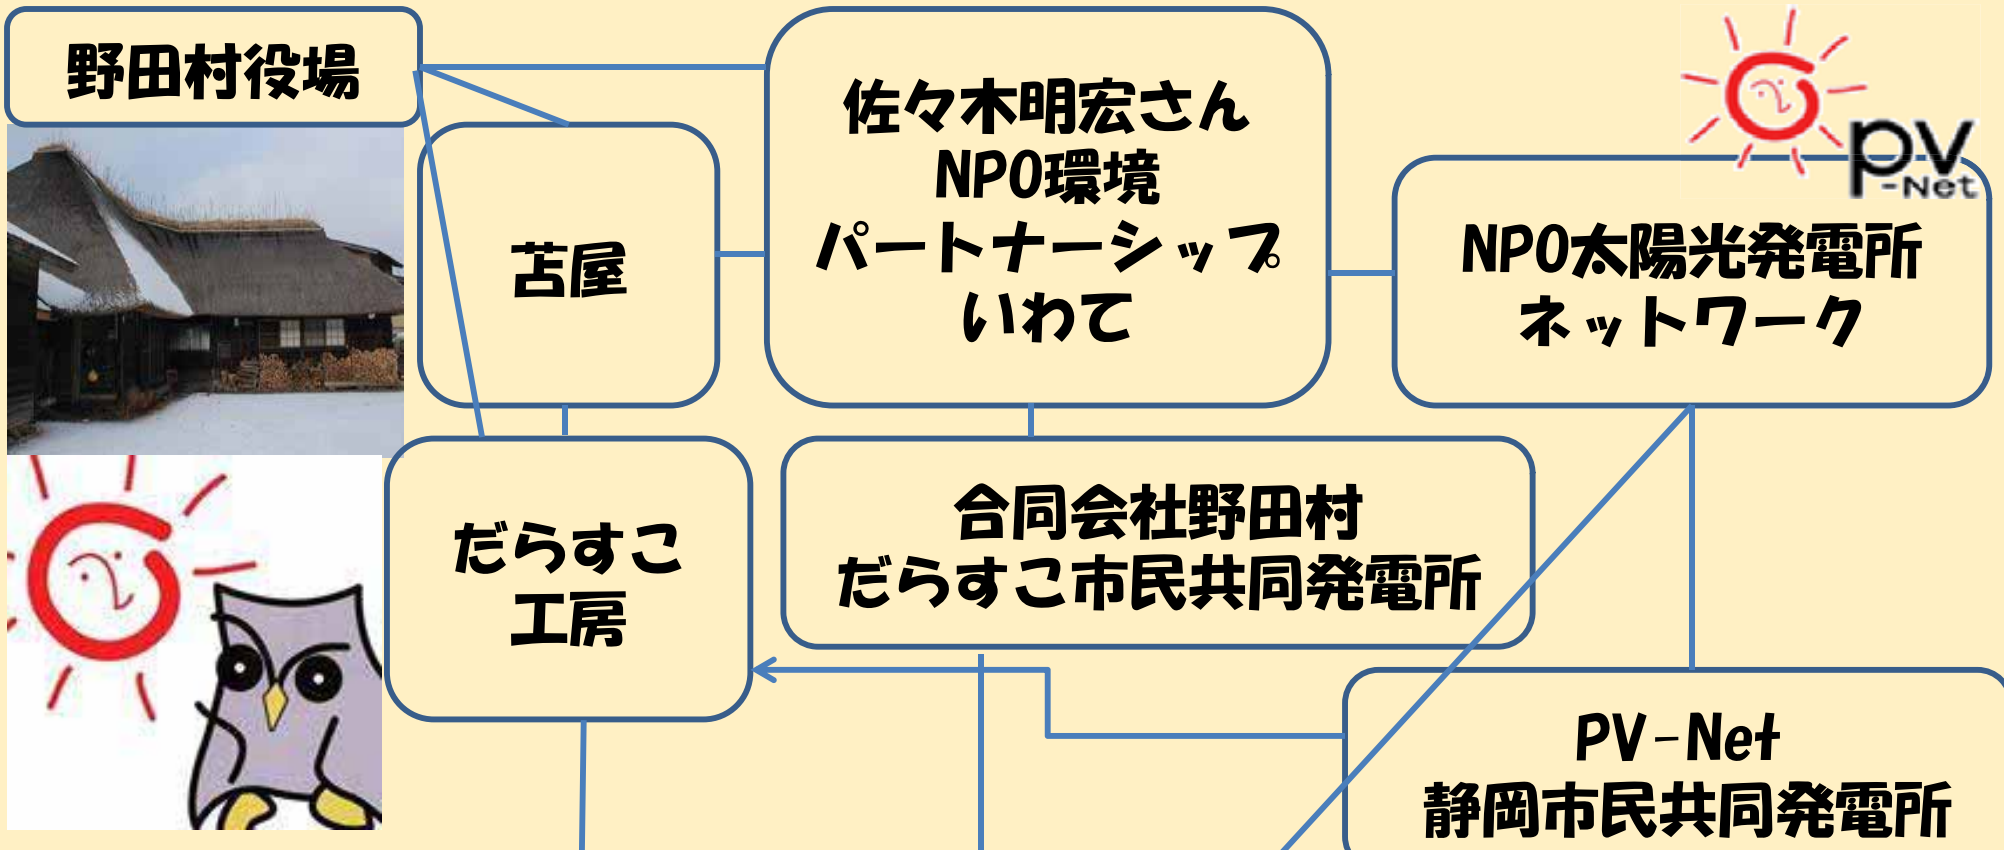 野田村役場
佐々木明宏さん
NPO環境
パートナーシップ
いわて
pv
-Net
苫屋
NPO太陽光発電所
ネットワーク
だらすこ
工房
合同会社野田村
だらすこ市民共同発電所
PV-Net
静岡市民共同発電所